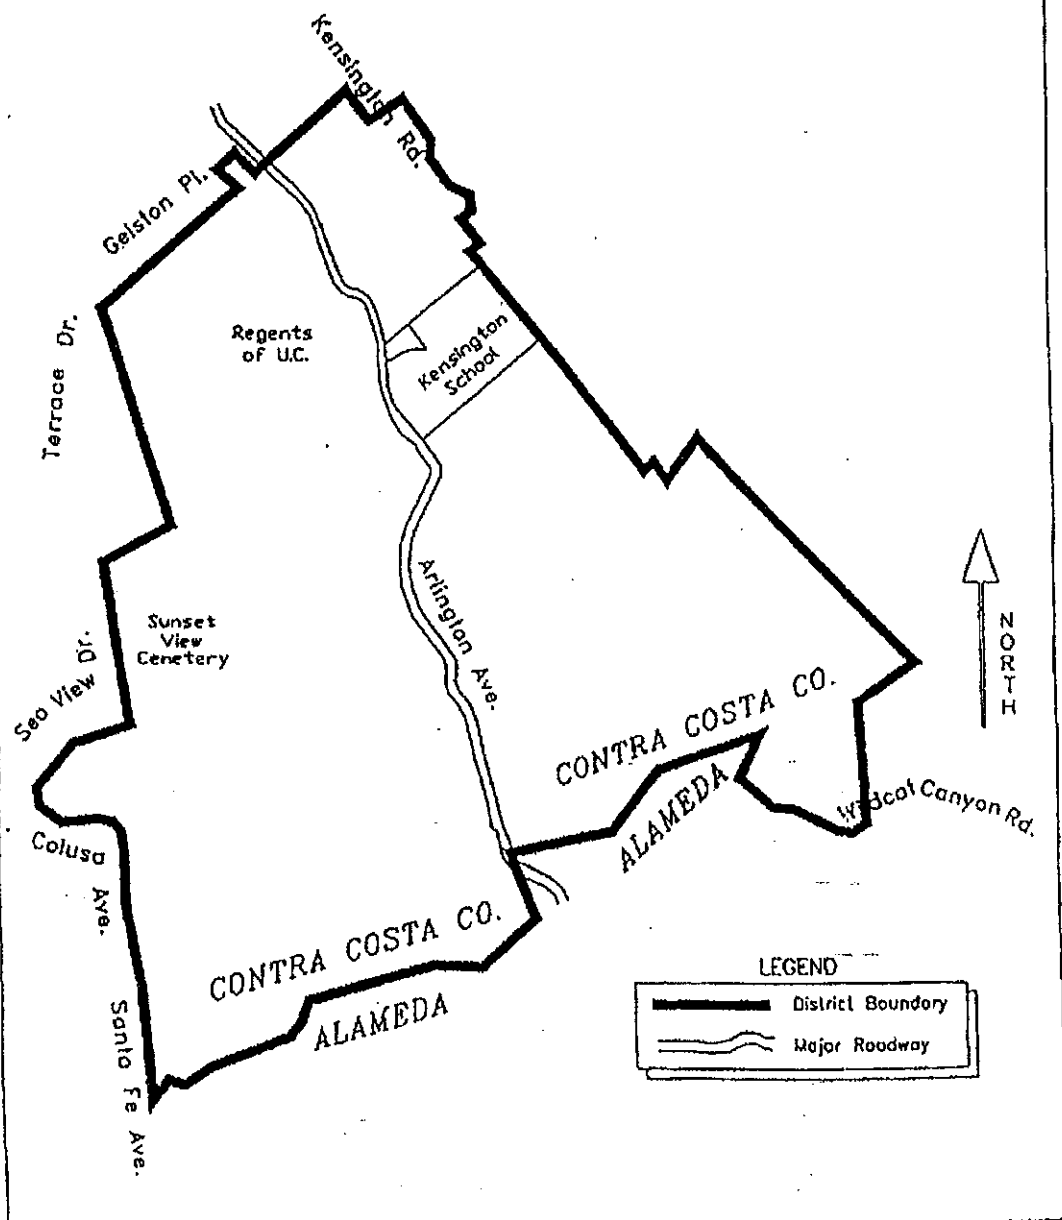 Kensington Rd.
Gelston Pl.
Terrace Dr.
Regents
of U.C.
Kensington
School
Arlington Ave.
Sunset
View
Cenetery
Sea View Dr.
NORTH
CONTRA COSTA CO.
ALAMEDA
Wildcat Canyon Rd.
Colusa Ave.
CONTRA COSTA CO.
ALAMEDA
Santa Fe Ave.
LEGEND
District Boundary
Major Roadway